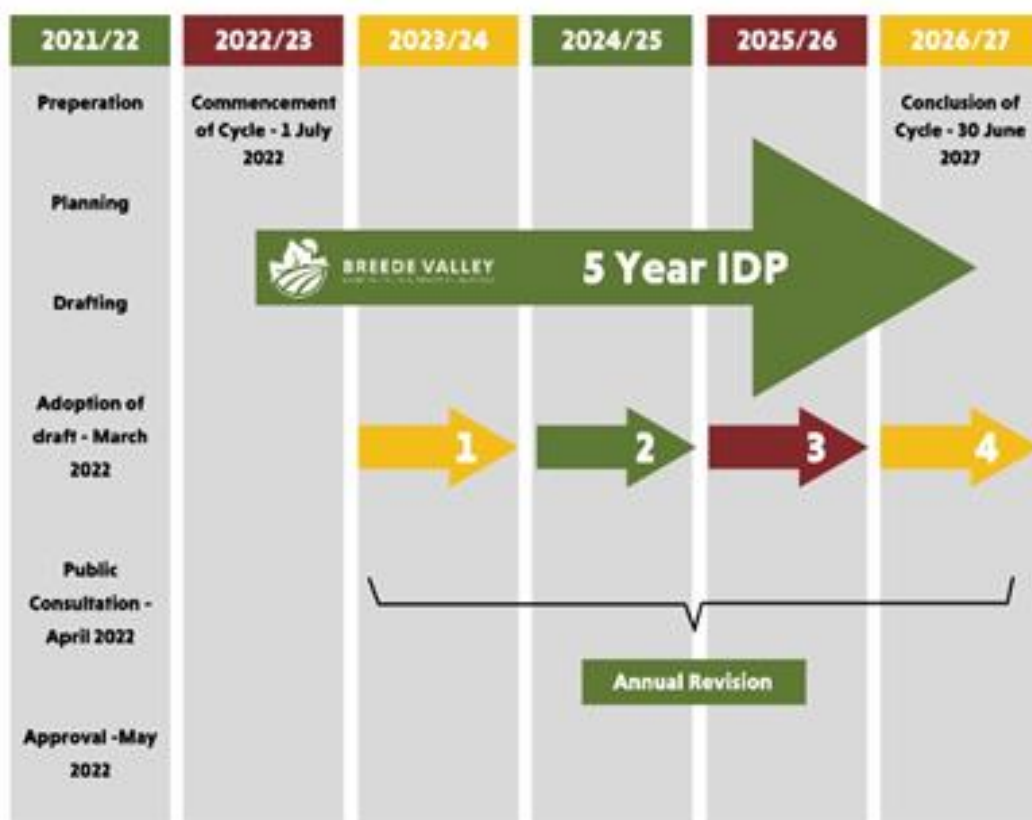 2021/22
2022/23
2023/24
2024/25
2025/26
2026/27
Preperation
Planning
Drafting
Adoption of
draft - March
2022
Public
Consultation -
April 2022
Approval -May
2022
Commencement
of Cycle - 1 July
2022
Conclusion of
Cycle - 30 June
2027
BREEDE VALLEY
5 Year IDP
1
2
3
4
Annual Revision